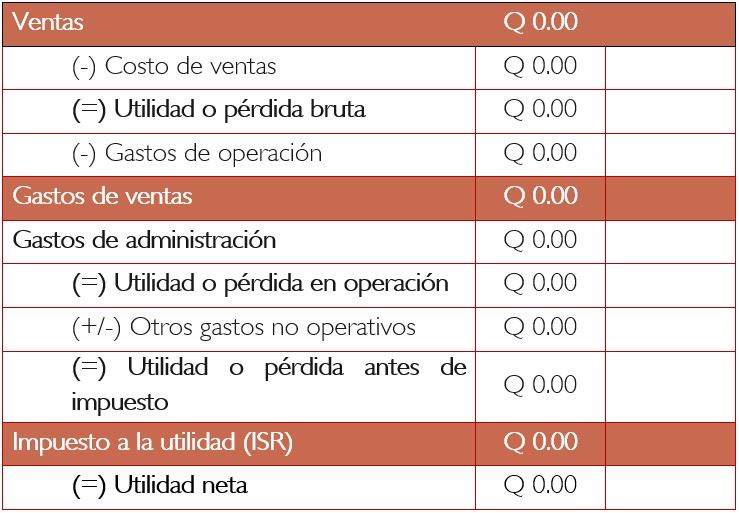 Ventas Q 0.00
(-) Costo de ventas Q 0.00
(=) Utilidad o pérdida bruta Q 0.00
(-) Gastos de operación Q 0.00
Gastos de ventas Q 0.00
Gastos de administración Q 0.00
(=) Utilidad o pérdida en operación Q 0.00
(+/-) Otros gastos no operativos Q 0.00
(=) Utilidad o pérdida antes de
impuesto Q 0.00
Impuesto a la utilidad (ISR) Q 0.00
(=) Utilidad neta Q 0.00